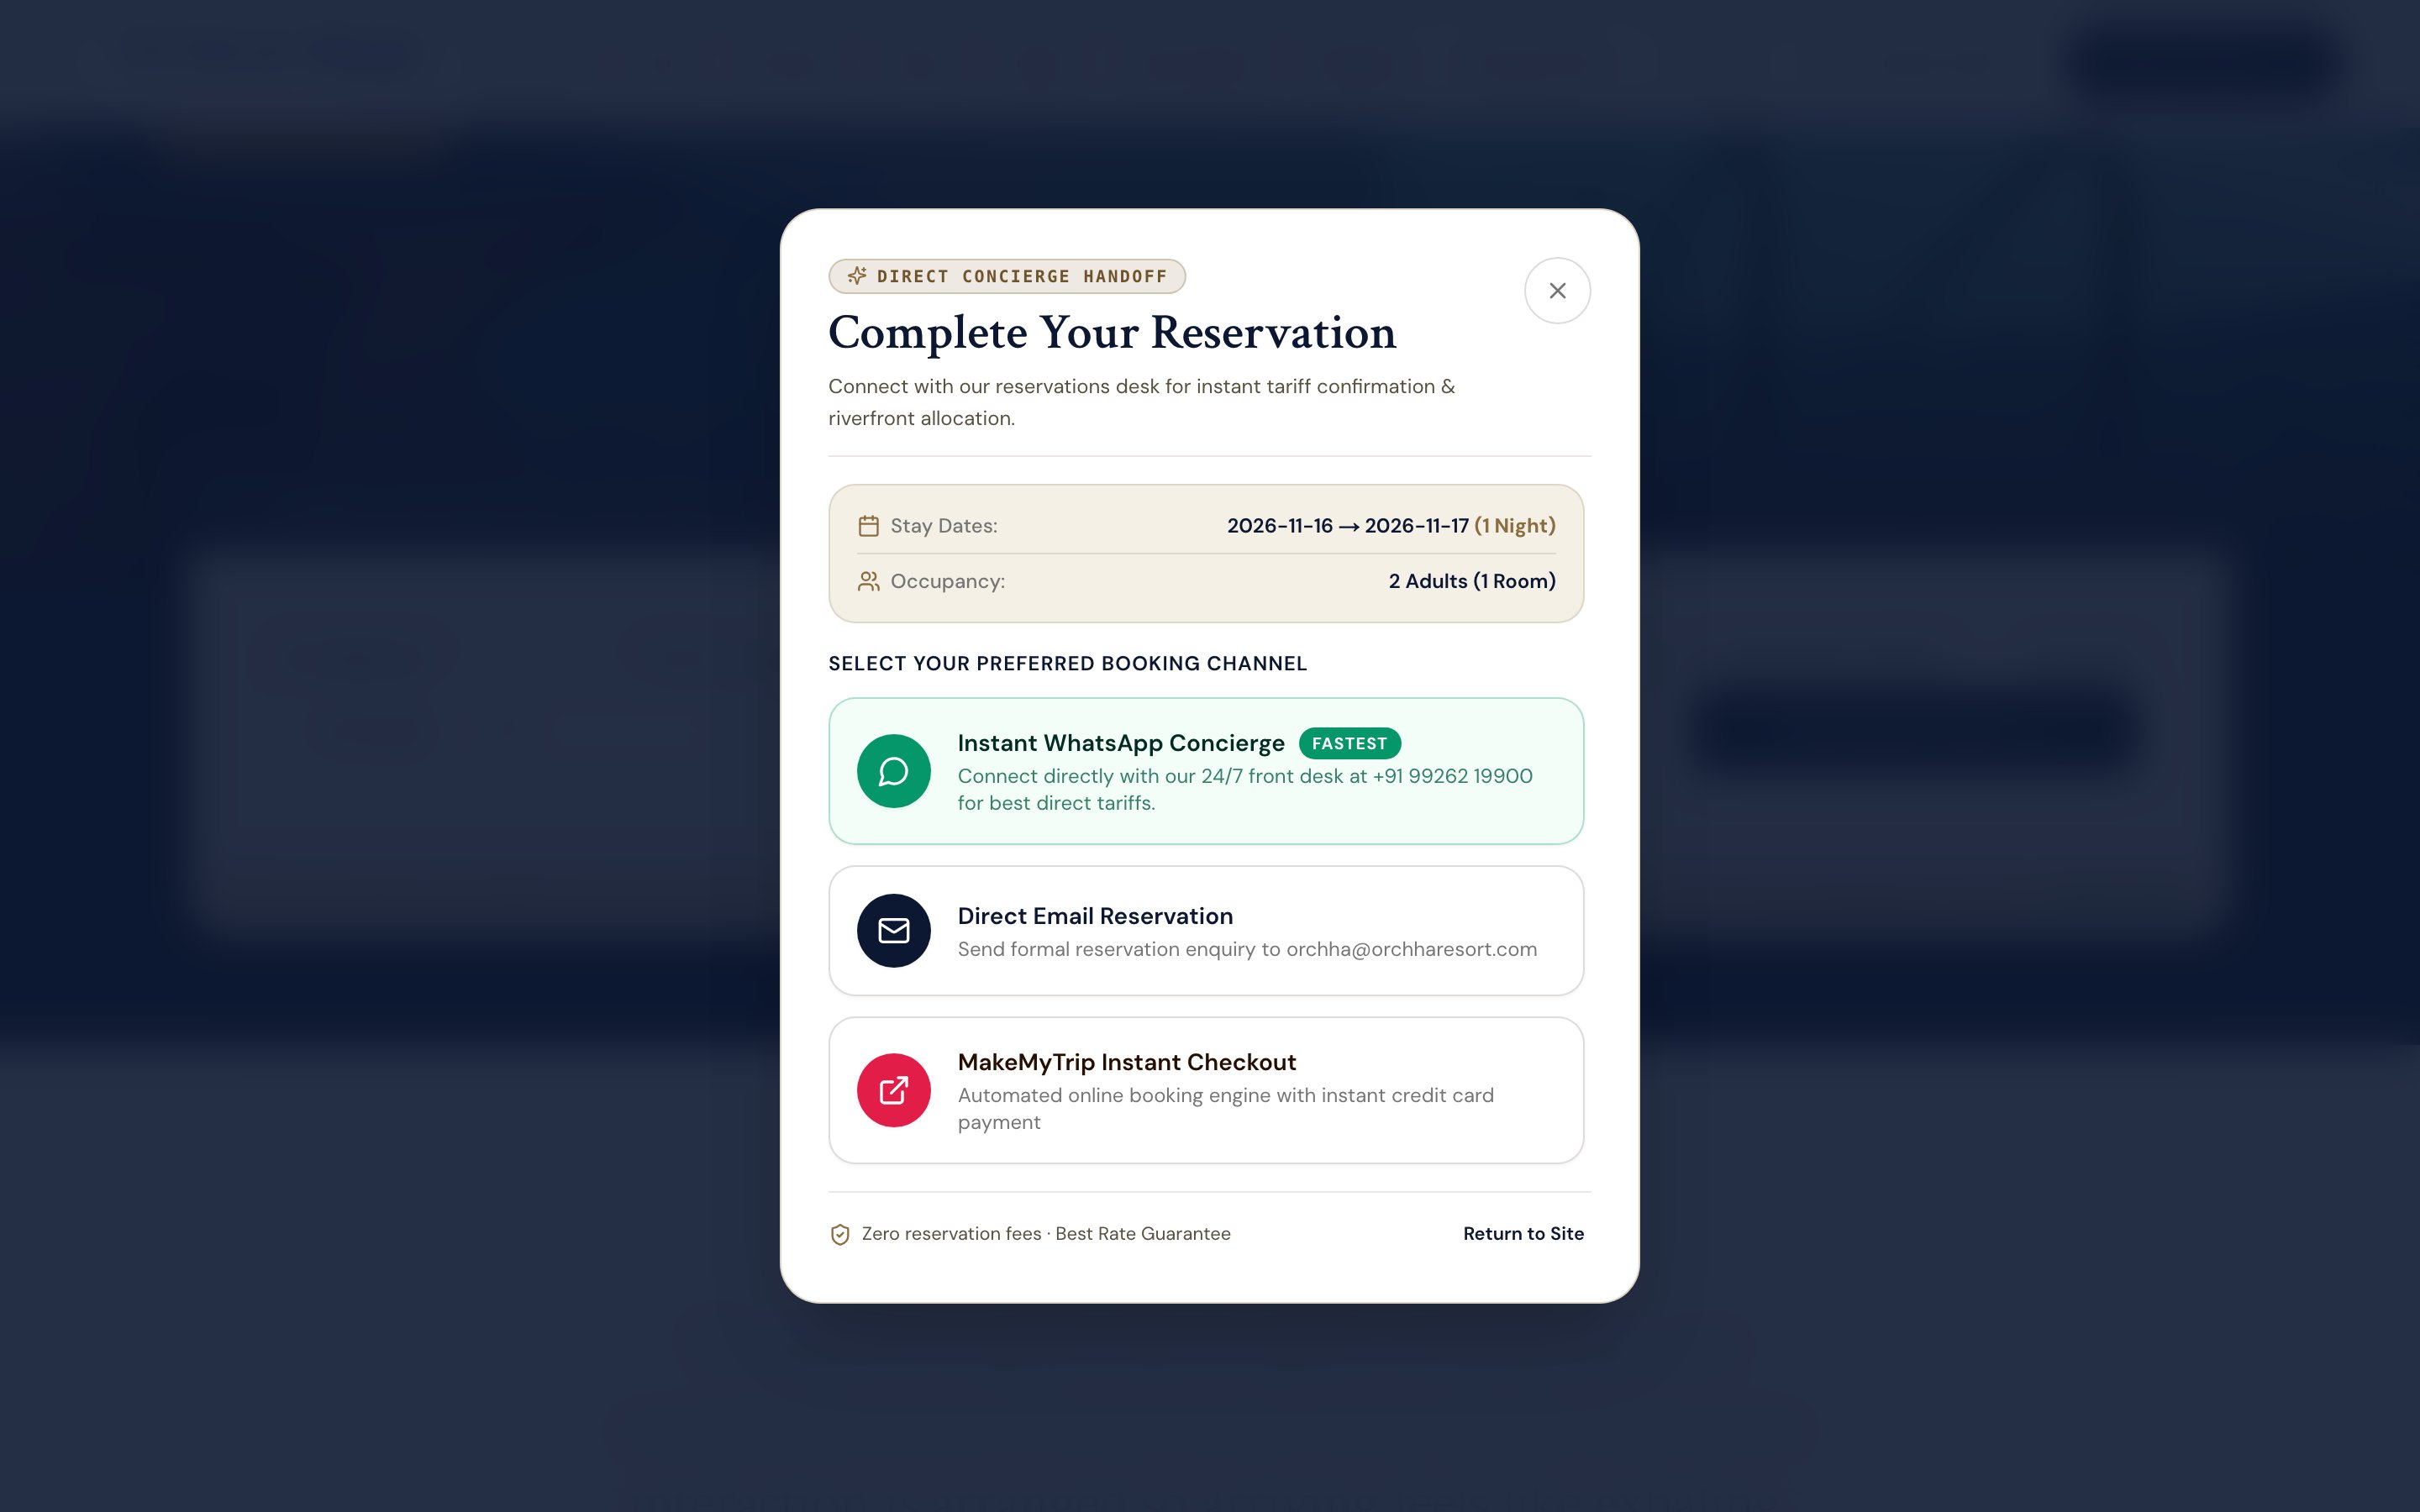 DIRECT CONCIERGE HANDOFF
Complete Your Reservation
Connect with our reservations desk for instant tariff confirmation &
riverfront allocation.
Stay Dates: 2026-11-16 → 2026-11-17 (1 Night)
Occupancy: 2 Adults (1 Room)
SELECT YOUR PREFERRED BOOKING CHANNEL
Instant WhatsApp Concierge FASTEST
Connect directly with our 24/7 front desk at +91 99262 19900
for best direct tariffs.
Direct Email Reservation
Send formal reservation enquiry to orchha@orchharesort.com
MakeMyTrip Instant Checkout
Automated online booking engine with instant credit card
payment
Zero reservation fees · Best Rate Guarantee Return to Site